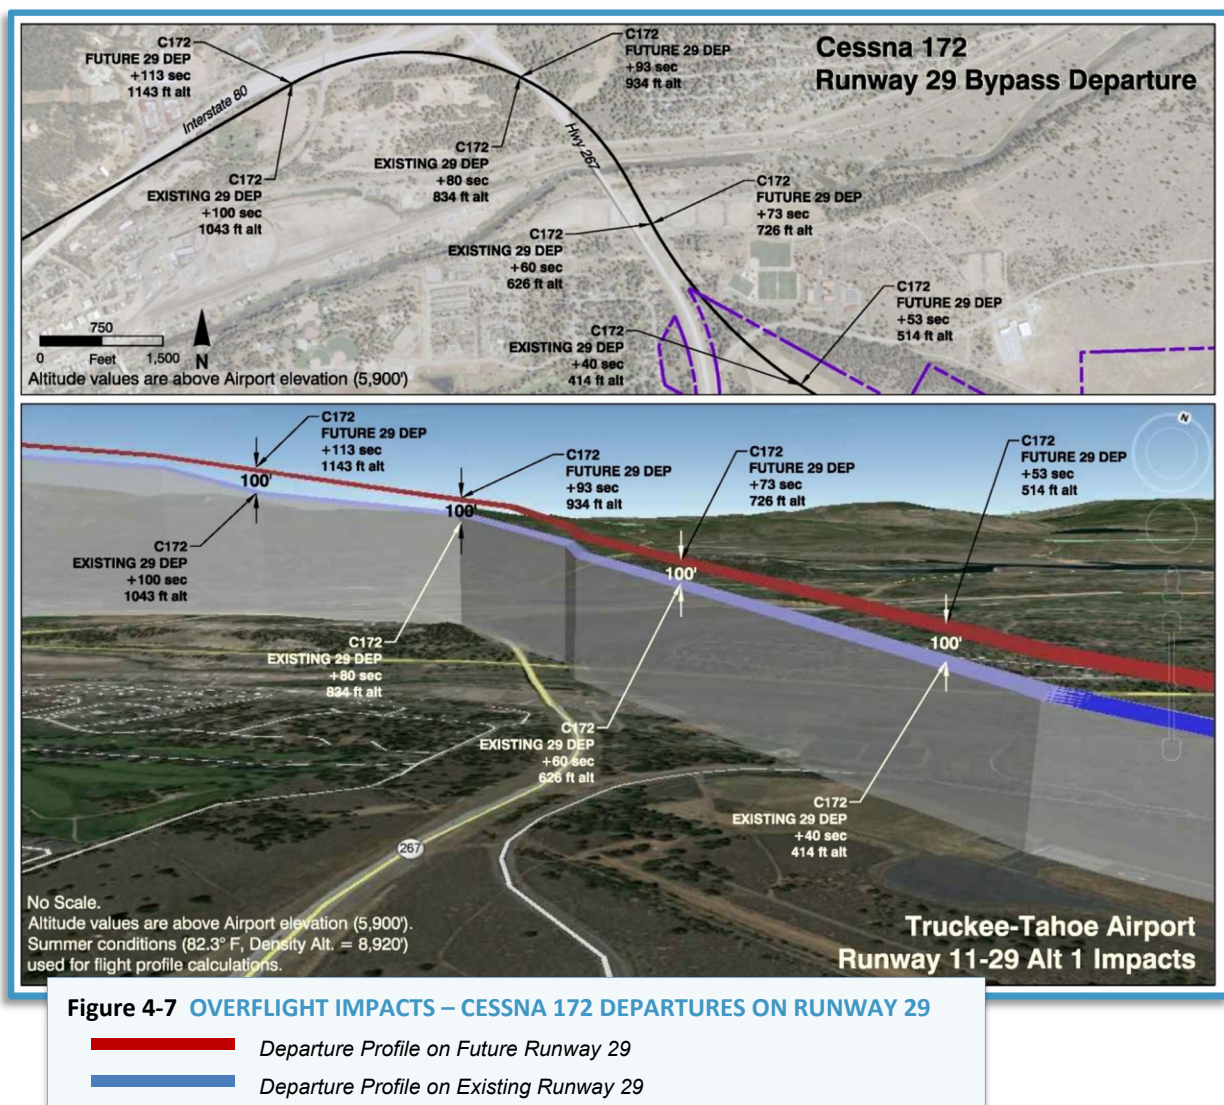 Cessna 172
Runway 29 Bypass Departure
C172
FUTURE 29 DEP
+113 sec
1143 ft alt
C172
FUTURE 29 DEP
+93 sec
934 ft alt
Interstate 80
Hwy 267
C172
EXISTING 29 DEP
+80 sec
834 ft alt
C172
EXISTING 29 DEP
+100 sec
1043 ft alt
C172
FUTURE 29 DEP
+73 sec
726 ft alt
C172
EXISTING 29 DEP
+60 sec
626 ft alt
C172
FUTURE 29 DEP
+53 sec
514 ft alt
C172
EXISTING 29 DEP
+40 sec
414 ft alt
750
0 Feet 1,500
N
Altitude values are above Airport elevation (5,900')
C172
FUTURE 29 DEP
+113 sec
1143 ft alt
C172
FUTURE 29 DEP
+93 sec
934 ft alt
C172
FUTURE 29 DEP
+73 sec
726 ft alt
C172
FUTURE 29 DEP
+53 sec
514 ft alt
N
100'
100'
100'
100'
C172
EXISTING 29 DEP
+100 sec
1043 ft alt
C172
EXISTING 29 DEP
+80 sec
834 ft alt
C172
EXISTING 29 DEP
+60 sec
626 ft alt
C172
EXISTING 29 DEP
+40 sec
414 ft alt
267
No Scale.
Altitude values are above Airport elevation (5,900').
Summer conditions (82.3° F, Density Alt. = 8,920')
used for flight profile calculations.
Truckee-Tahoe Airport
Runway 11-29 Alt 1 Impacts
Figure 4-7 OVERFLIGHT IMPACTS – CESSNA 172 DEPARTURES ON RUNWAY 29
Departure Profile on Future Runway 29
Departure Profile on Existing Runway 29